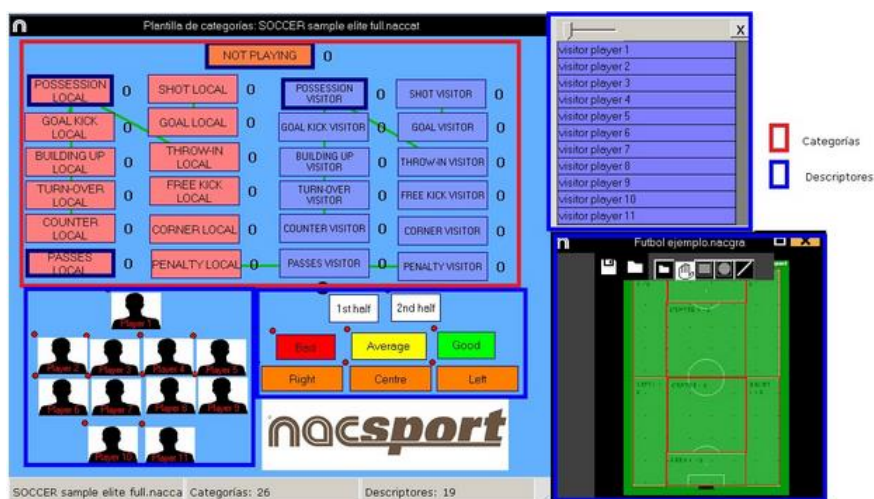 Plantilla de categorías: SOCCER sample elite full.naccat
NOT PLAYING 0
POSSESSION LOCAL 0
SHOT LOCAL 0
POSSESSION VISITOR 0
SHOT VISITOR 0
GOAL KICK LOCAL 0
GOAL LOCAL 0
GOAL KICK VISITOR 0
GOAL VISITOR 0
BUILDING UP LOCAL 0
THROW-IN LOCAL 0
BUILDING UP VISITOR 0
THROW-IN VISITOR 0
TURN-OVER LOCAL 0
FREE KICK LOCAL 0
TURN-OVER VISITOR 0
FREE KICK VISITOR 0
COUNTER LOCAL 0
CORNER LOCAL 0
COUNTER VISITOR 0
CORNER VISITOR 0
PASSES LOCAL 0
PENALTY LOCAL 0
PASSES VISITOR 0
PENALTY VISITOR 0
Player 1
Player 2 Player 3 Player 4 Player 5
Player 6 Player 7 Player 8 Player 9
Player 10 Player 11
1st half 2nd half
Bad Average Good
Right Centre Left
nacsport
SOCCER sample elite full.nacca Categorías: 26 Descriptores: 19
X
visitor player 1
visitor player 2
visitor player 3
visitor player 4
visitor player 5
visitor player 6
visitor player 7
visitor player 8
visitor player 9
visitor player 10
visitor player 11
Categorías
Descriptores
Futbol ejemplo.nacgra
X